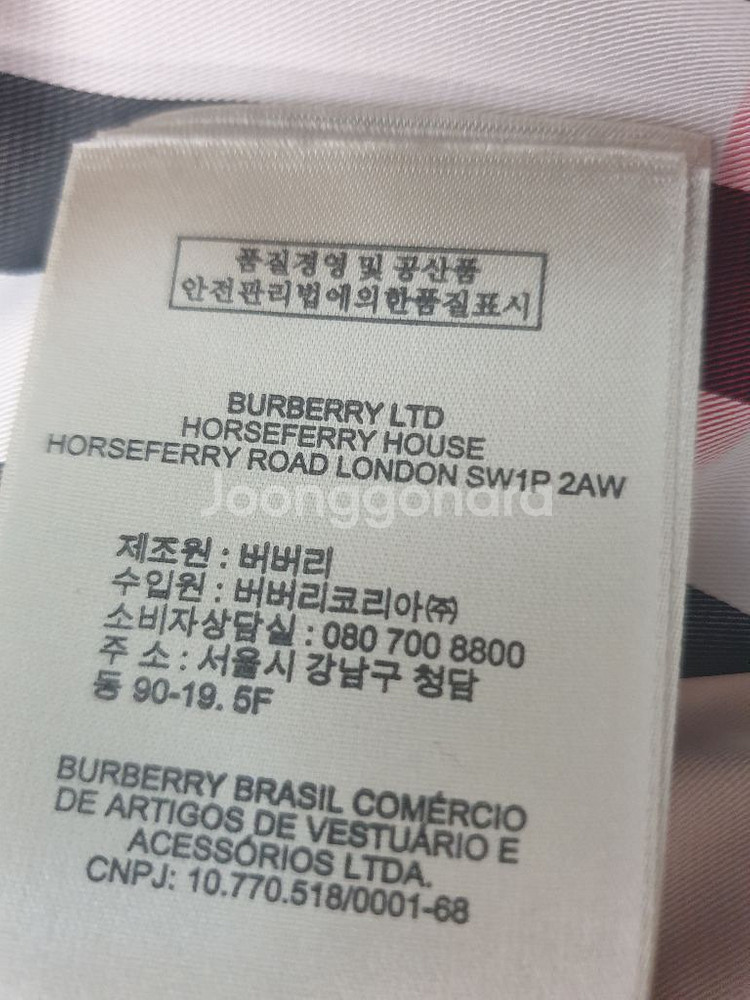 품질경영 및 공산품
안전관리법에의한품질표시
BURBERRY LTD
HORSEFERRY HOUSE
HORSEFERRY ROAD LONDON SW1P 2AW
Joonggonara
제조원 : 버버리
수입원 : 버버리코리아㈜
소비자상담실 : 080 700 8800
주 소 : 서울시 강남구 청담
동 90-19. 5F
BURBERRY BRASIL COMÉRCIO
DE ARTIGOS DE VESTUÁRIO E
ACESSÓRIOS LTDA.
CNPJ: 10.770.518/0001-68